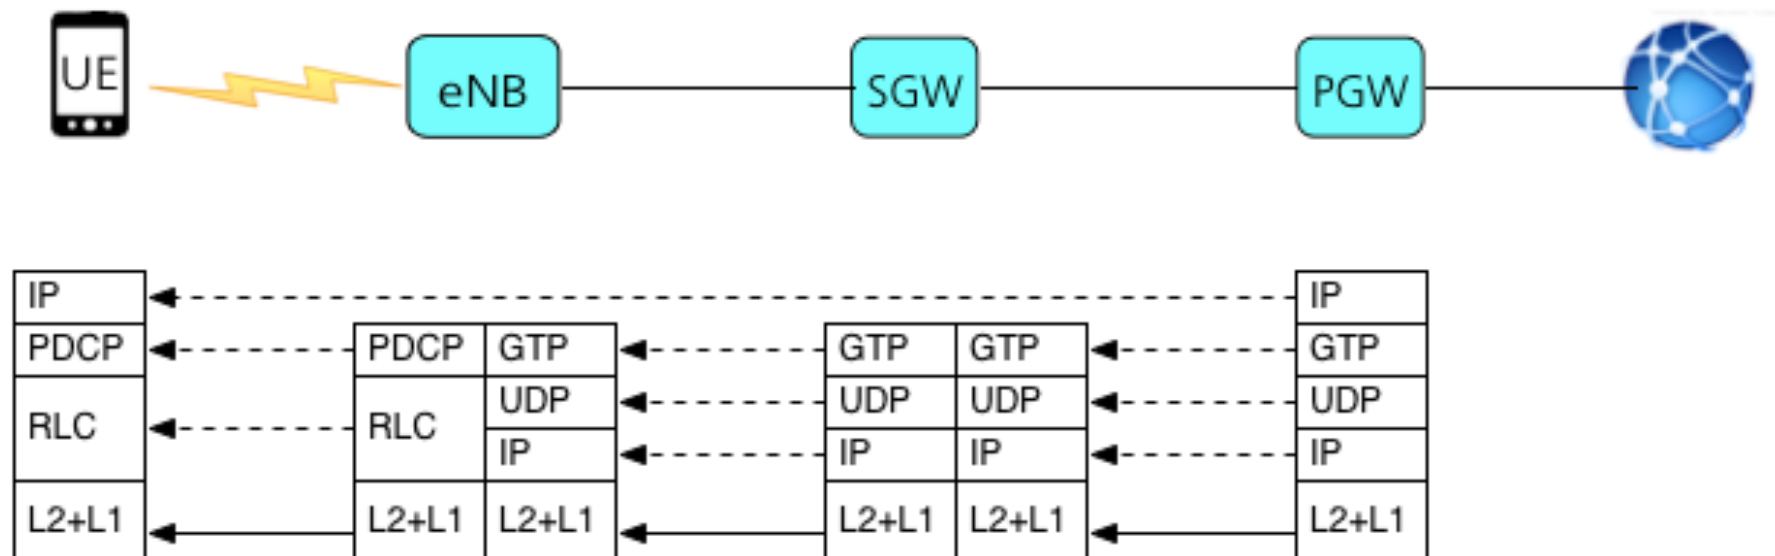 UE eNB SGW PGW
IP IP
PDCP PDCP GTP GTP GTP GTP
RLC RLC UDP UDP UDP UDP
IP IP IP IP
L2+L1 L2+L1 L2+L1 L2+L1 L2+L1 L2+L1